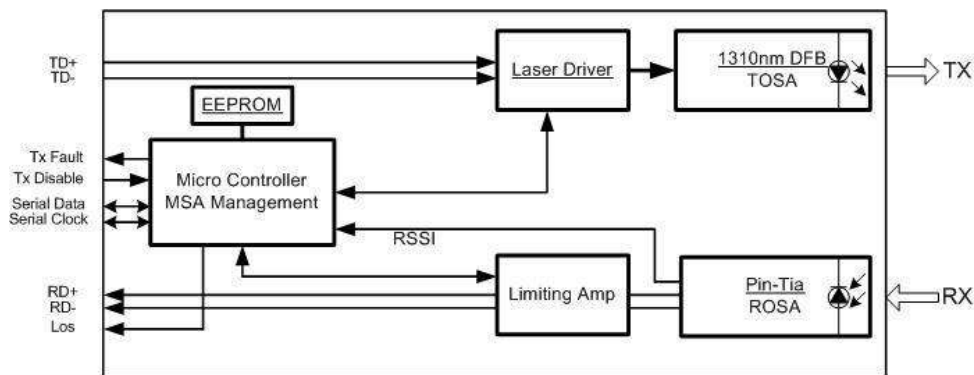 TD+
TD-
Laser Driver
1310nm DFB
TOSA
TX
EEPROM
Tx Fault
Tx Disable
Serial Data
Serial Clock
Micro Controller
MSA Management
RSSI
RD+
RD-
Los
Limiting Amp
Pin-Tia
ROSA
RX